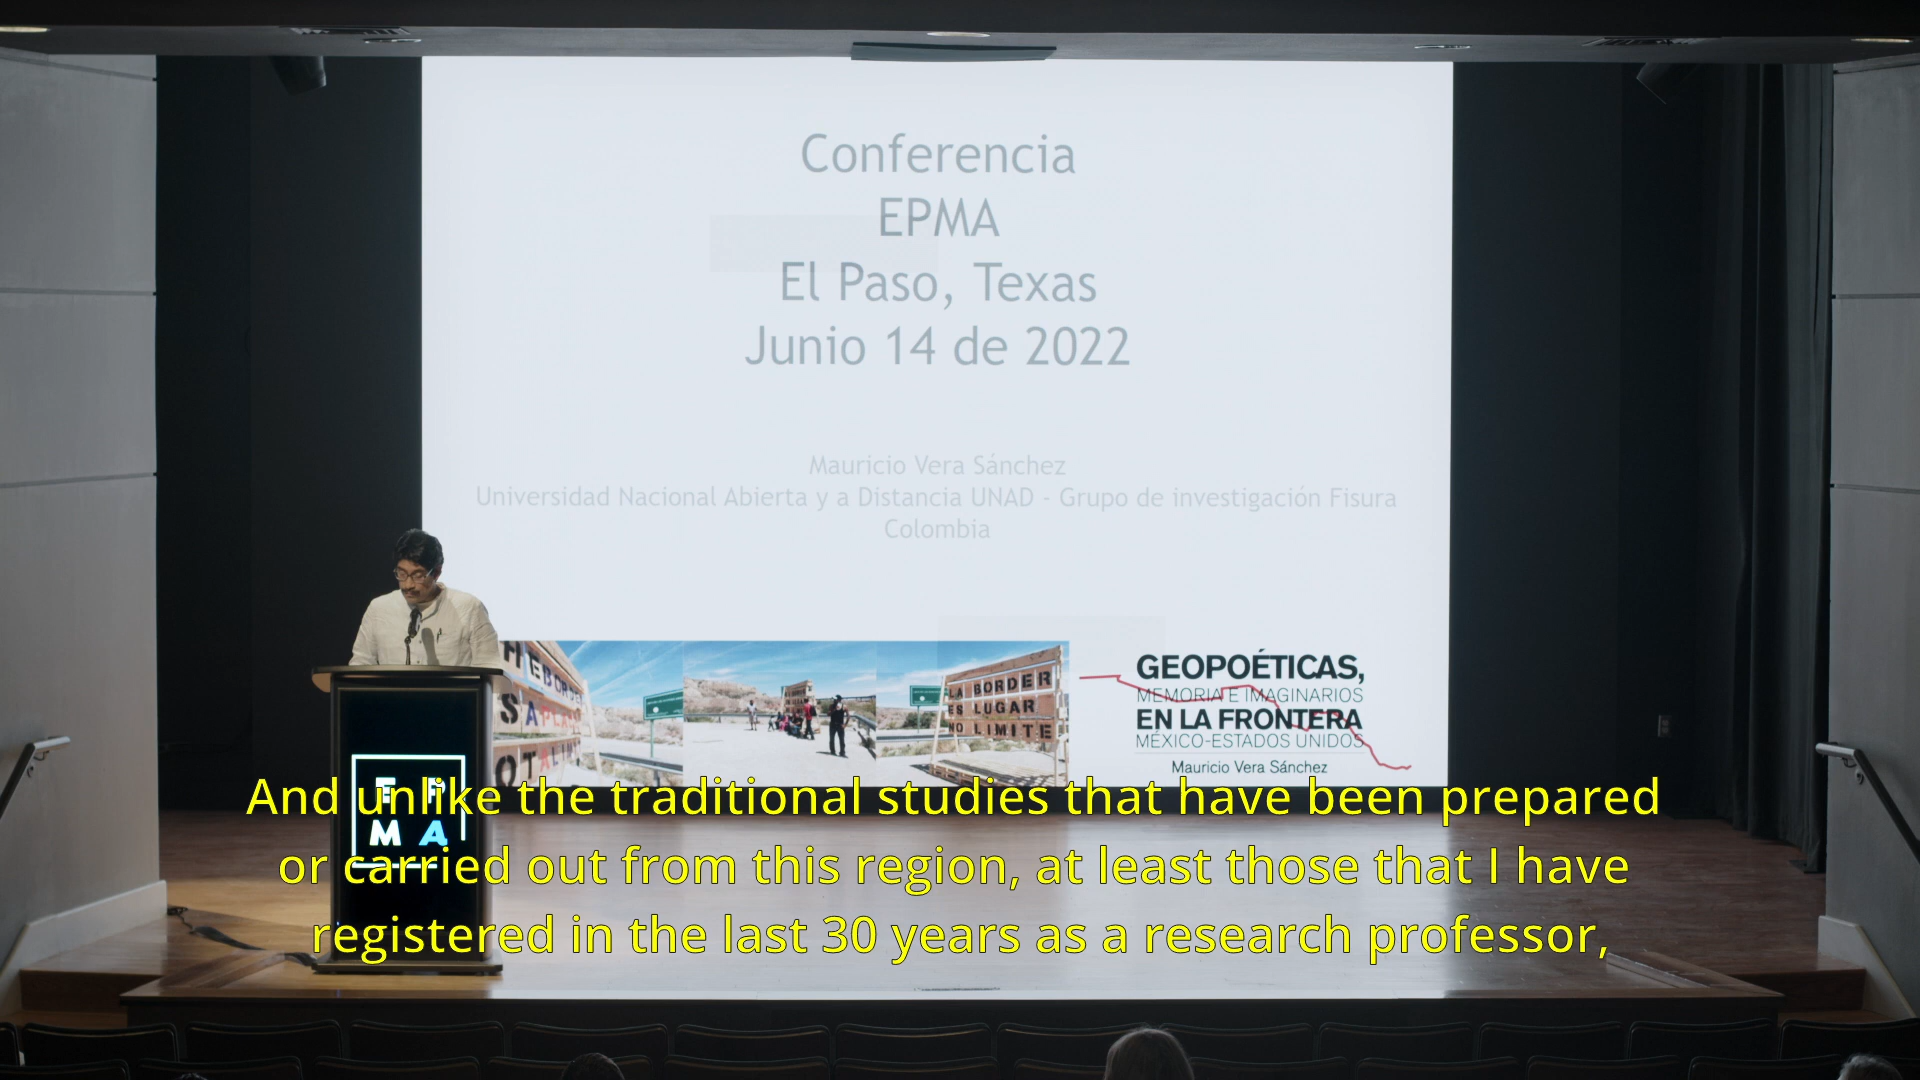 Conferencia
EPMA
El Paso, Texas
Junio 14 de 2022
Mauricio Vera Sánchez
Universidad Nacional Abierta y a Distancia UNAD - Grupo de investigación Fisura
Colombia
LA BORDER
ES LUGAR
NO LIMITE
GEOPOÉTICAS,
MEMORIA E IMAGINARIOS
EN LA FRONTERA
MÉXICO-ESTADOS UNIDOS
Mauricio Vera Sánchez
E P
M A
And unlike the traditional studies that have been prepared
or carried out from this region, at least those that I have
registered in the last 30 years as a research professor,